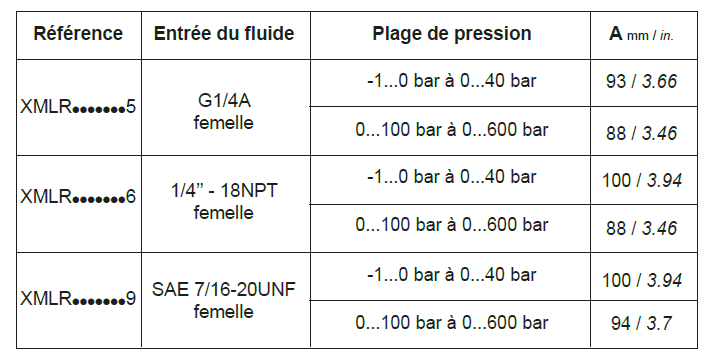 Référence Entrée du fluide Plage de pression A mm / in.
XMLR●●●●●●●5 G1/4A femelle -1...0 bar à 0...40 bar 93 / 3.66
0...100 bar à 0...600 bar 88 / 3.46
XMLR●●●●●●●6 1/4’’ - 18NPT femelle -1...0 bar à 0...40 bar 100 / 3.94
0...100 bar à 0...600 bar 88 / 3.46
XMLR●●●●●●●9 SAE 7/16-20UNF femelle -1...0 bar à 0...40 bar 100 / 3.94
0...100 bar à 0...600 bar 94 / 3.7